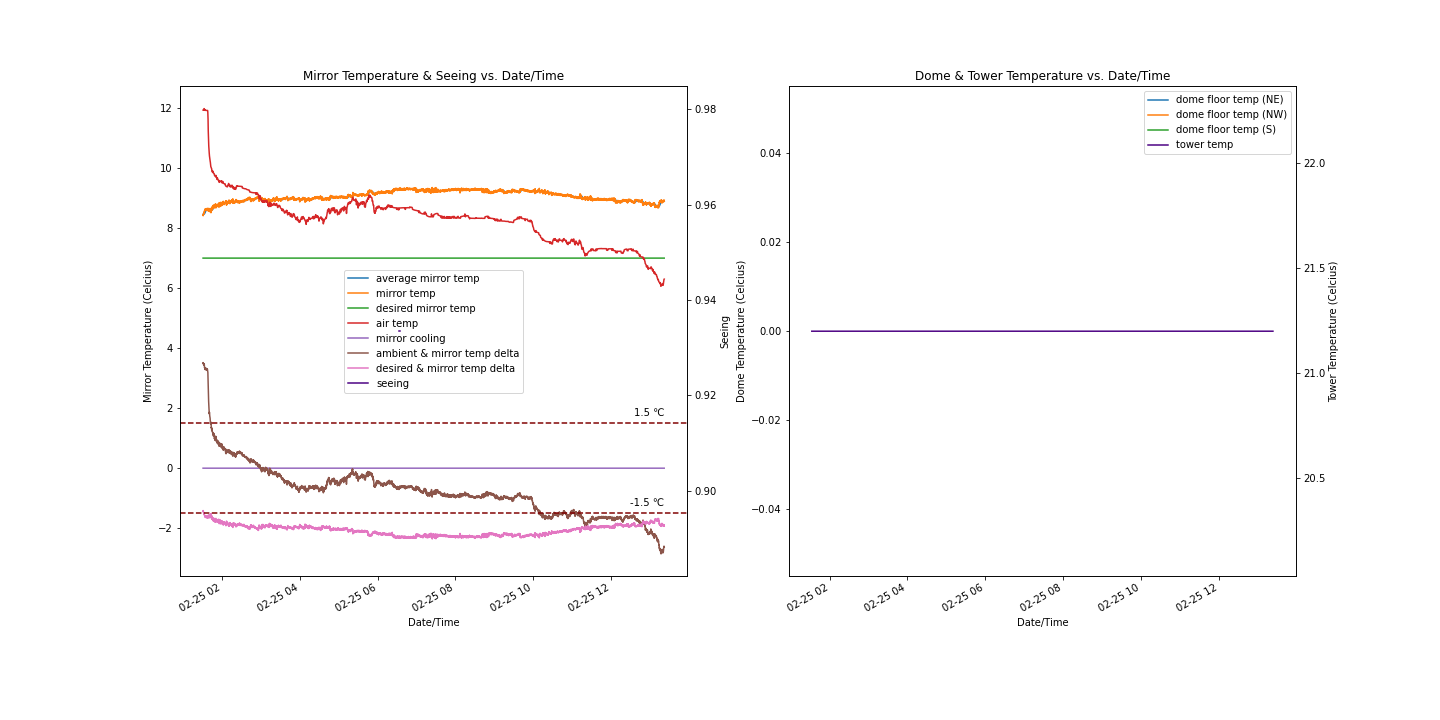 Mirror Temperature & Seeing vs. Date/Time
12
10
8
6
4
2
0
−2
Mirror Temperature (Celcius)
0.98
0.96
0.94
0.92
0.90
Seeing
average mirror temp
mirror temp
desired mirror temp
air temp
mirror cooling
ambient & mirror temp delta
desired & mirror temp delta
seeing
1.5 °C
-1.5 °C
02-25 02
02-25 04
02-25 06
02-25 08
02-25 10
02-25 12
Date/Time
Dome & Tower Temperature vs. Date/Time
0.04
0.02
0.00
−0.02
−0.04
Dome Temperature (Celcius)
dome floor temp (NE)
dome floor temp (NW)
dome floor temp (S)
tower temp
22.0
21.5
21.0
20.5
Tower Temperature (Celcius)
02-25 02
02-25 04
02-25 06
02-25 08
02-25 10
02-25 12
Date/Time